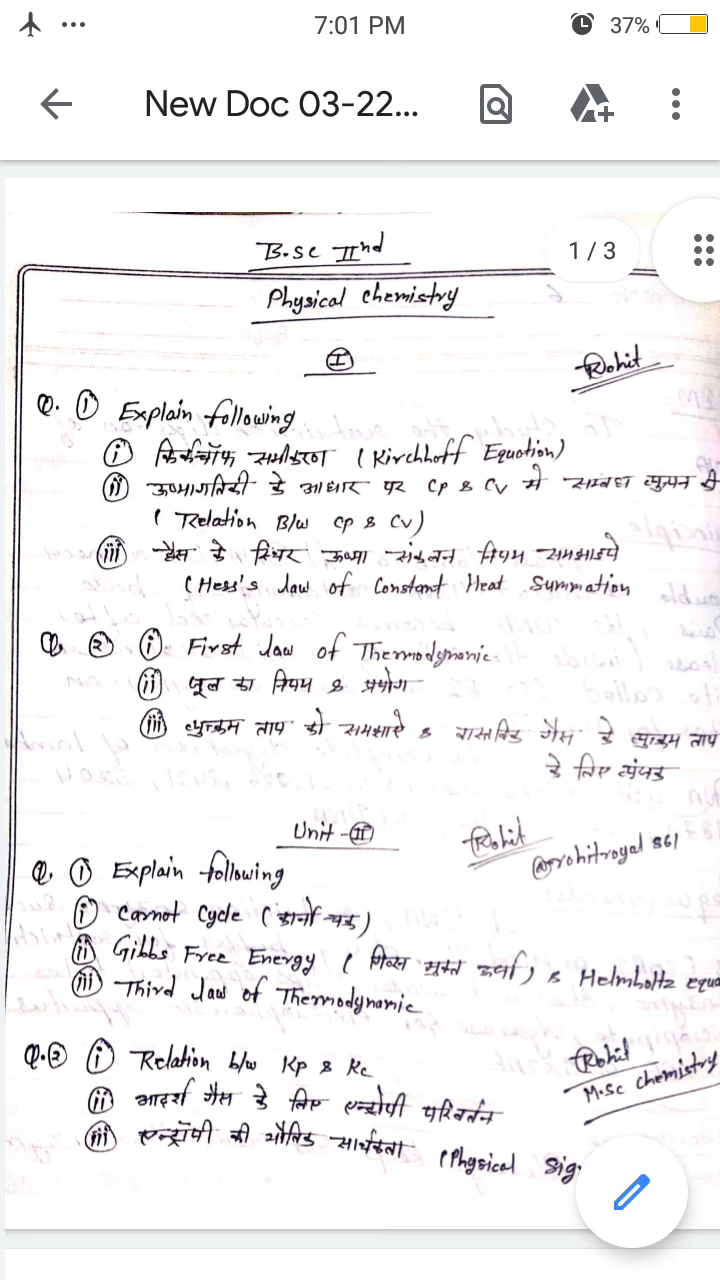 7:01 PM
37%
New Doc 03-22...
B.sc IInd
1 / 3
Physical Chemistry
I
Rohit
Q. 1 Explain following
i किर्कचॉफ समीकरण (Kirchhoff Equation)
ii ऊष्मागतिकी के आधार पर Cp & Cv मे सम्बंध व्युत्पन
( Relation B/w Cp & Cv)
iii हैस के स्थिर ऊष्मा संकलन नियम समझाइये
(Hess's Law of Constant Heat Summation
Q. 2 i First Law of Thermodynamic
ii जूल का नियम & प्रयोग
iii व्युत्क्रम ताप को समझाऐ & वास्तविक गैस के व्युत्क्रम ताप
के लिए व्यंजक
Unit - II
Rohit
@rohitroyal861
Q. 1 Explain following
i Carnot Cycle (कार्नो चक्र)
ii Gibbs Free Energy ( गिब्स मुक्त ऊर्जा) & Helmholtz equa
iii Third Law of Thermodynamic
Q. 2 i Relation b/w Kp & Kc
Rohit
M.sc chemistry
ii आदर्श गैस के लिए एन्ट्रोपी परिवर्तन
iii एन्ट्रॉपी की भौतिक सार्थकता (Physical Sig